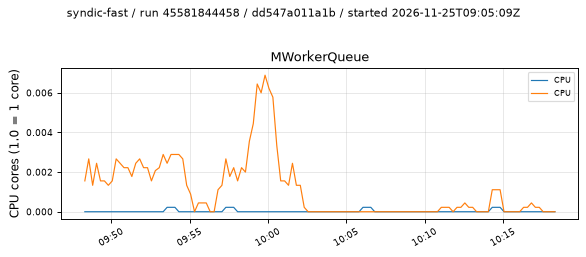 syndic-fast / run 45581844458 / dd547a011a1b / started 2026-11-25T09:05:09Z
MWorkerQueue
CPU cores (1.0 = 1 core)
0.006
0.004
0.002
0.000
CPU
CPU
09:50
09:55
10:00
10:05
10:10
10:15